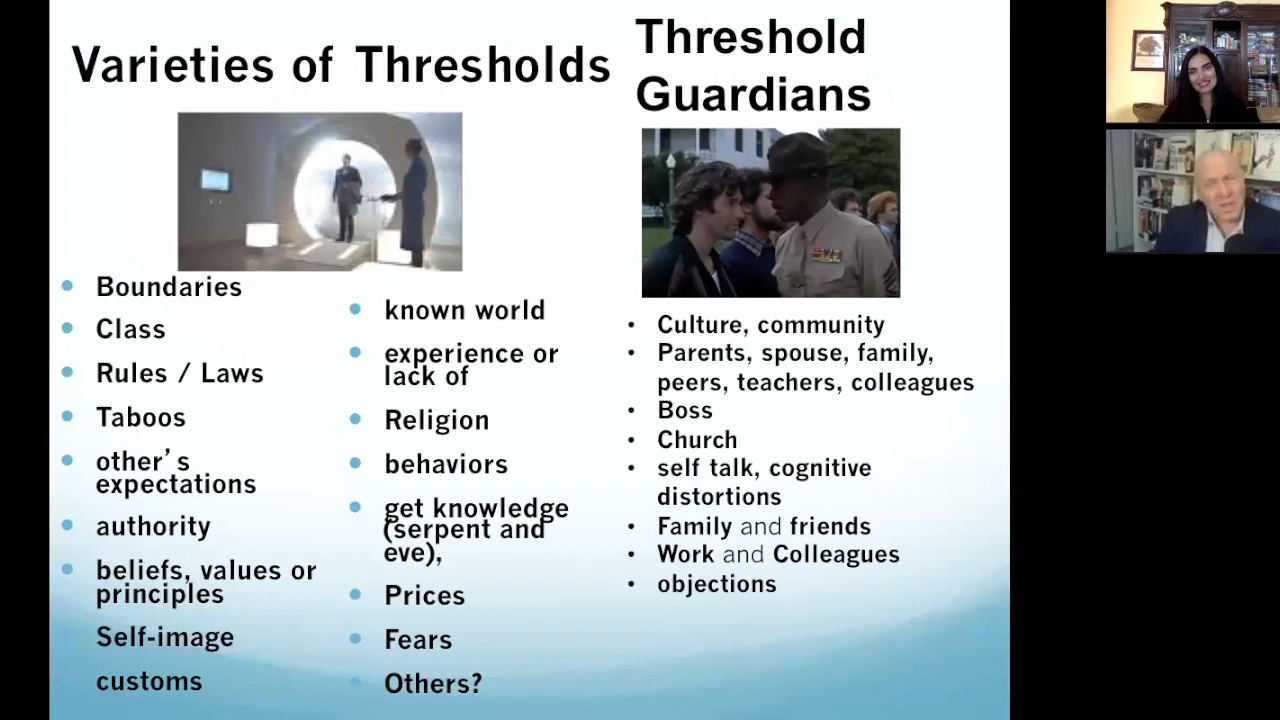 Varieties of Thresholds
Boundaries
Class
Rules / Laws
Taboos
other's
expectations
authority
beliefs, values or
principles
Self-image
customs
known world
experience or
lack of
Religion
behaviors
get knowledge
(serpent and
eve),
Prices
Fears
Others?
Threshold
Guardians
Culture, community
Parents, spouse, family,
peers, teachers, colleagues
Boss
Church
self talk, cognitive
distortions
Family and friends
Work and Colleagues
objections